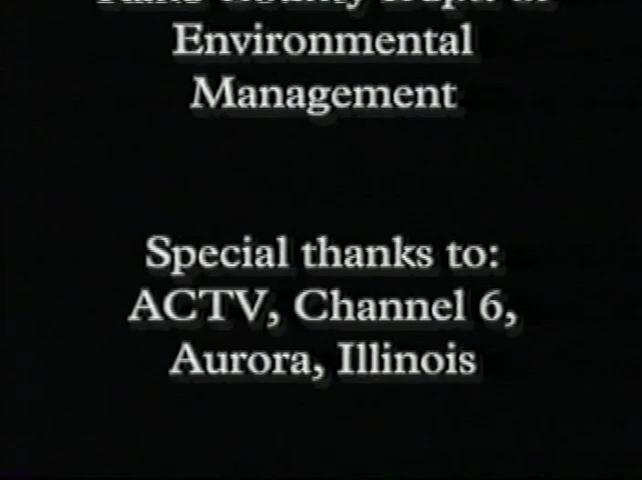 Environmental
Management
Special thanks to:
ACTV, Channel 6,
Aurora, Illinois